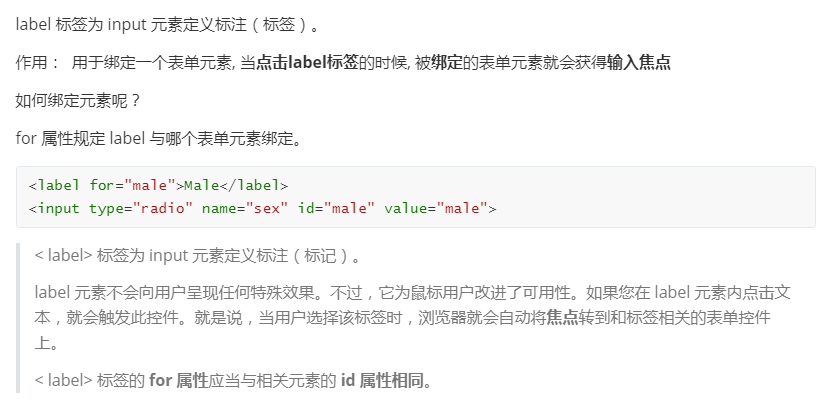 label 标签为 input 元素定义标注（标签）。
作用： 用于绑定一个表单元素, 当点击label标签的时候, 被绑定的表单元素就会获得输入焦点
如何绑定元素呢？
for 属性规定 label 与哪个表单元素绑定。
<label for="male">Male</label>
<input type="radio" name="sex" id="male" value="male">
< label> 标签为 input 元素定义标注（标记）。
label 元素不会向用户呈现任何特殊效果。不过，它为鼠标用户改进了可用性。如果您在 label 元素内点击文
本，就会触发此控件。就是说，当用户选择该标签时，浏览器就会自动将焦点转到和标签相关的表单控件
上。
< label> 标签的 for 属性应当与相关元素的 id 属性相同。